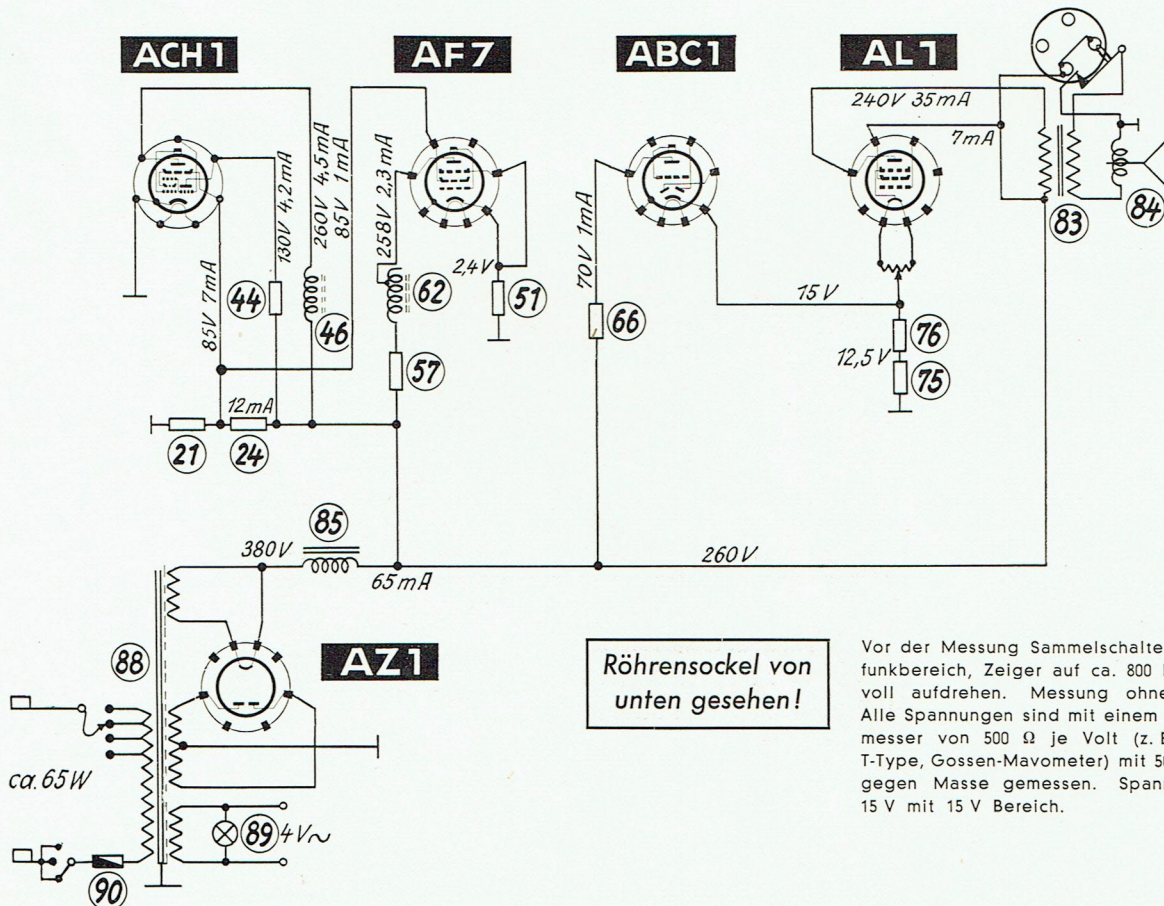 ACH1
AF7
ABC1
AL1
240V 35mA
7mA
130V 4,2mA
260V 4,5mA
85V 1mA
258V 2,3mA
70V 1mA
85V 7mA
2,4V
15V
12,5V
12mA
44
46
62
51
57
66
76
75
83
84
21
24
85
380V
65mA
260V
AZ1
88
ca. 65W
89
4V~
90
Röhrensockel von
unten gesehen!
Vor der Messung Sammelschalte
funkbereich, Zeiger auf ca. 800
voll aufdrehen. Messung ohne
Alle Spannungen sind mit einem
messer von 500 Ω je Volt (z.
T-Type, Gossen-Mavometer) mit
gegen Masse gemessen. Span
15 V mit 15 V Bereich.